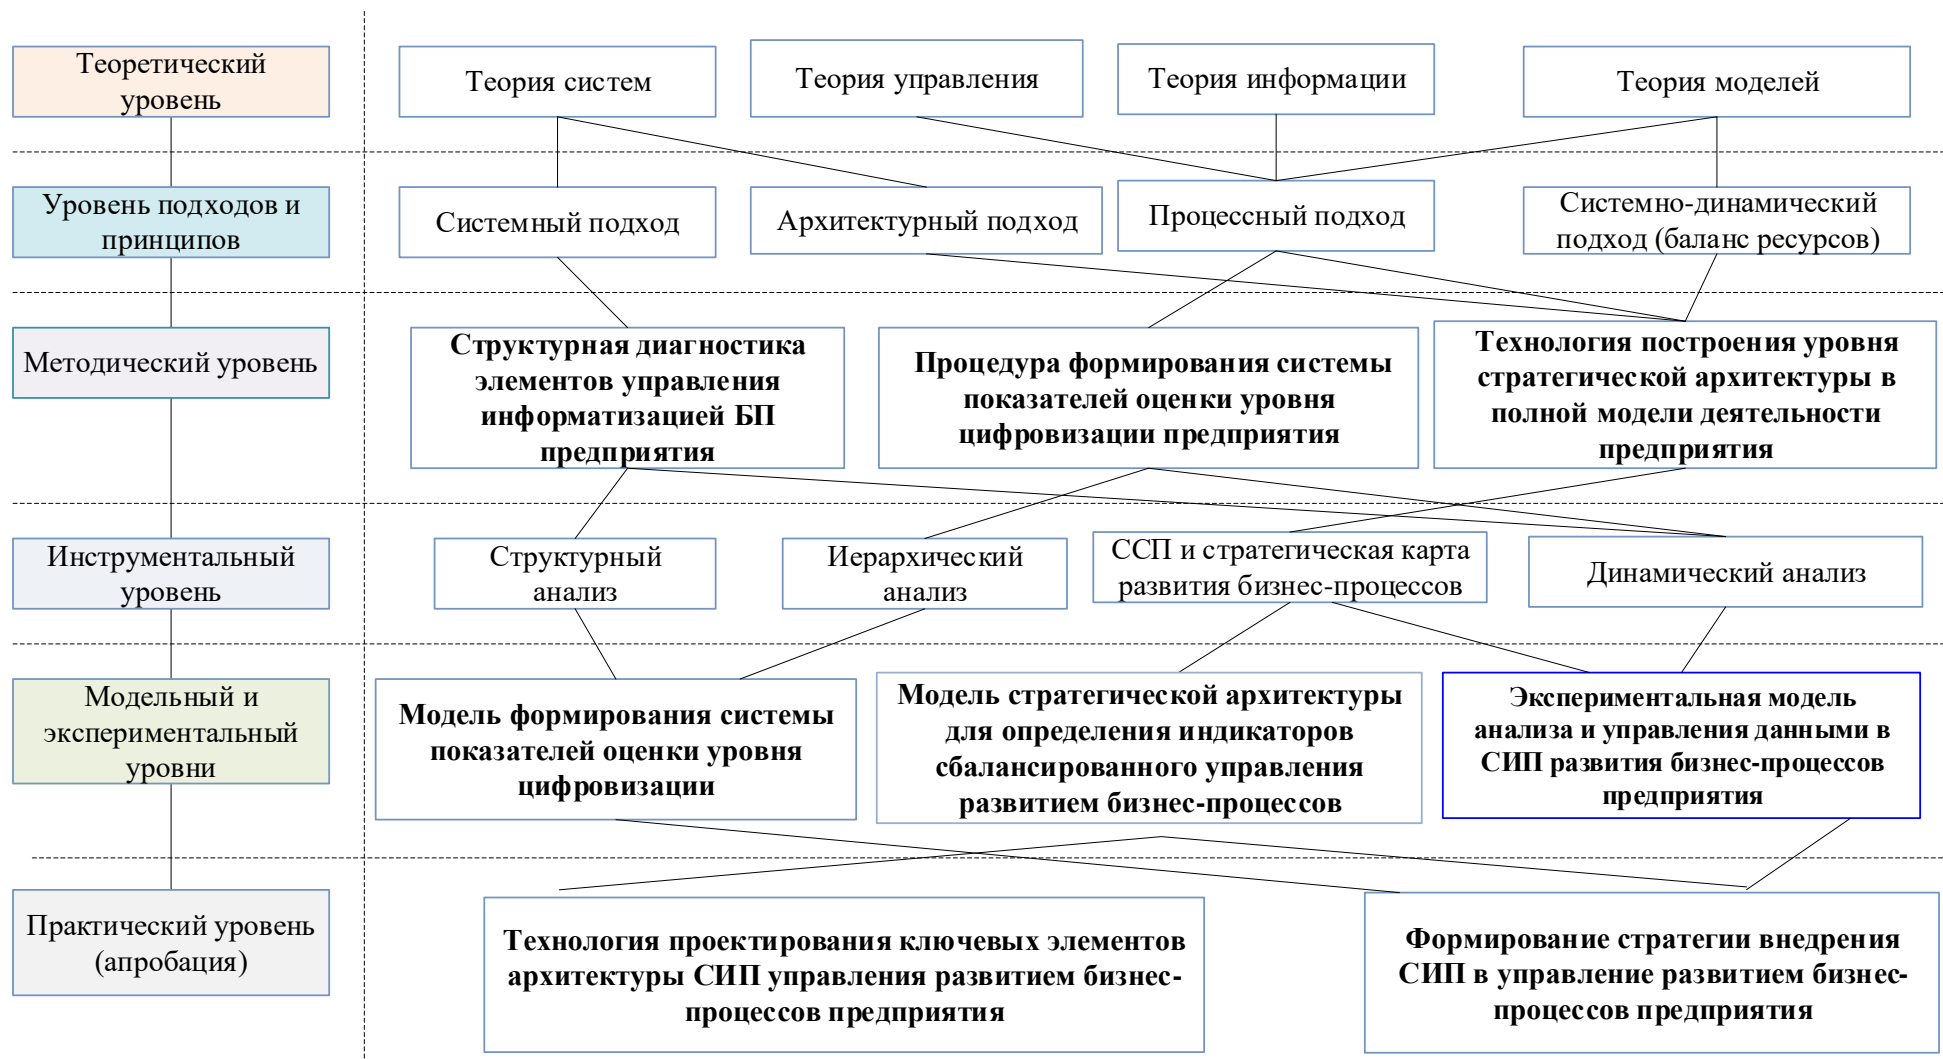 Теоретический
уровень
Теория систем
Теория управления
Теория информации
Теория моделей
Уровень подходов и
принципов
Системный подход
Архитектурный подход
Процессный подход
Системно-динамический
подход (баланс ресурсов)
Методический уровень
Структурная диагностика
элементов управления
информатизацией БП
предприятия
Процедура формирования системы
показателей оценки уровня
цифровизации предприятия
Технология построения уровня
стратегической архитектуры в
полной модели деятельности
предприятия
Инструментальный
уровень
Структурный
анализ
Иерархический
анализ
ССП и стратегическая карта
развития бизнес-процессов
Динамический анализ
Модельный и
экспериментальный
уровни
Модель формирования системы
показателей оценки уровня
цифровизации
Модель стратегической архитектуры
для определения индикаторов
сбалансированного управления
развитием бизнес-процессов
Экспериментальная модель
анализа и управления данными в
СИП развития бизнес-процессов
предприятия
Практический уровень
(апробация)
Технология проектирования ключевых элементов
архитектуры СИП управления развитием бизнес-
процессов предприятия
Формирование стратегии внедрения
СИП в управление развитием бизнес-
процессов предприятия